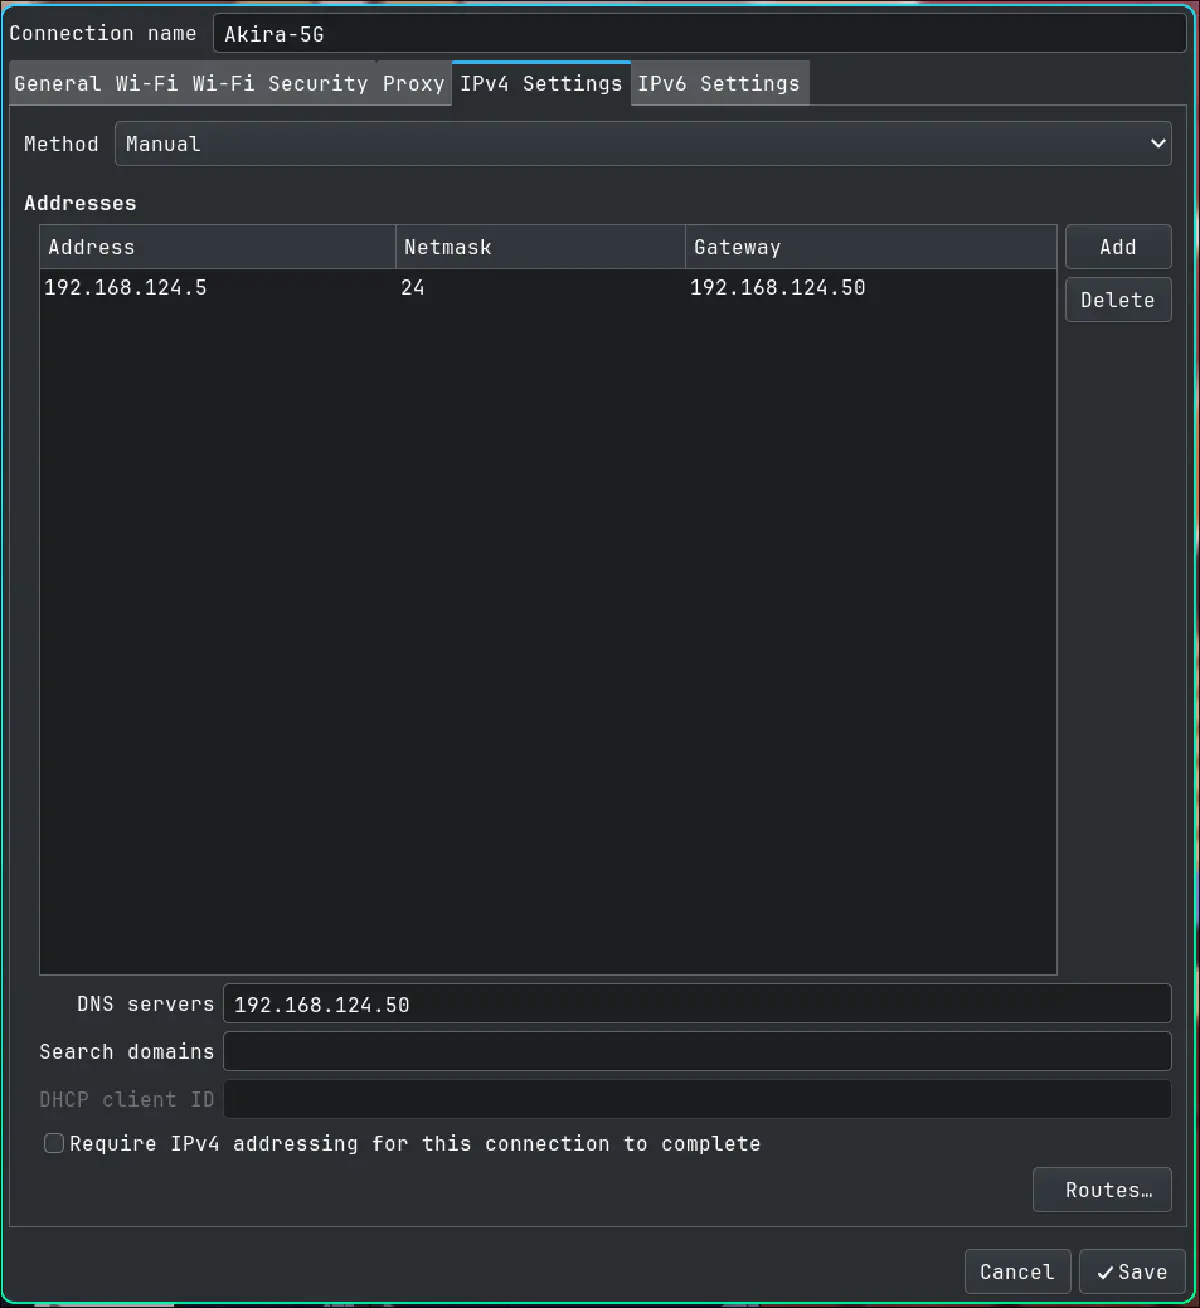 Connection name Akira-5G
General Wi-Fi Wi-Fi Security Proxy IPv4 Settings IPv6 Settings
Method Manual
Addresses
Address Netmask Gateway Add
192.168.124.5 24 192.168.124.50
Delete
DNS servers 192.168.124.50
Search domains
DHCP client ID
Require IPv4 addressing for this connection to complete
Routes…
Cancel Save